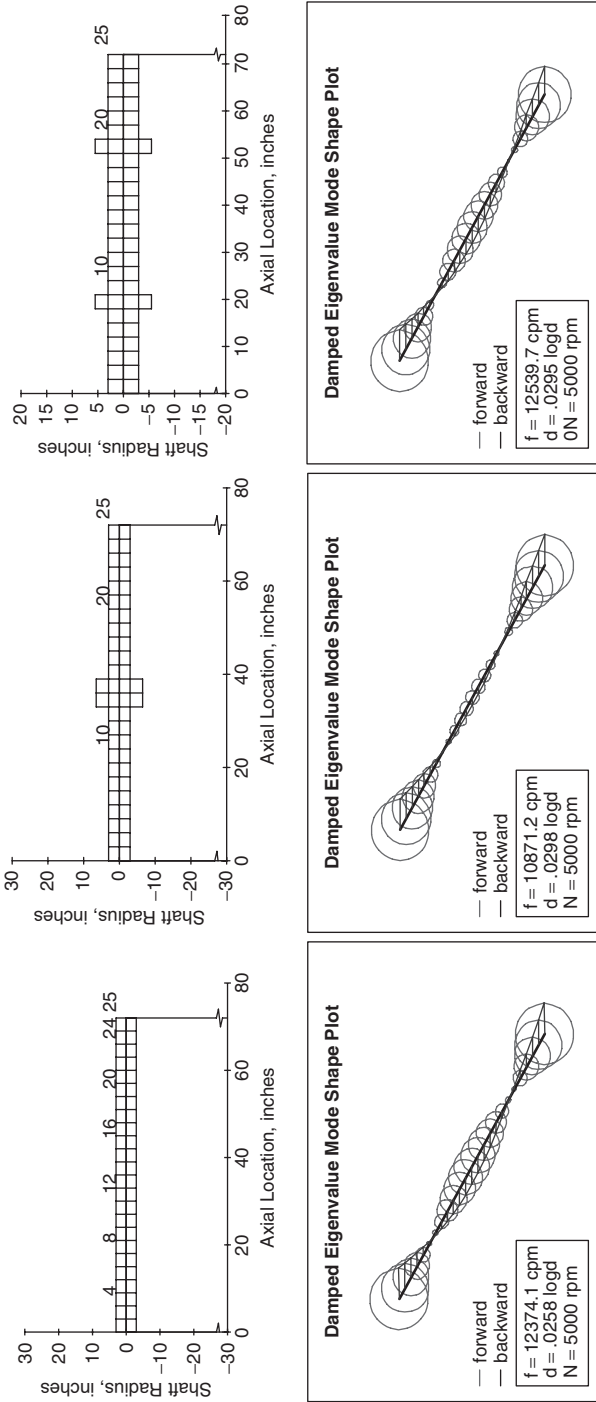 30
20
10
0
−10
−20
−30
Shaft Radius, inches
4 8 12 16 20 24 25
0 20 40 60 80
Axial Location, inches
30
20
10
0
−10
−20
−30
Shaft Radius, inches
10 20 25
0 20 40 60 80
Axial Location, inches
20
15
10
5
0
−5
−10
−15
−20
Shaft Radius, inches
10 20 25
0 10 20 30 40 50 60 70 80
Axial Location, inches
Damped Eigenvalue Mode Shape Plot
forward
backward
f = 12374.1 cpm
d = .0258 logd
N = 5000 rpm
Damped Eigenvalue Mode Shape Plot
forward
backward
f = 10871.2 cpm
d = .0298 logd
N = 5000 rpm
Damped Eigenvalue Mode Shape Plot
forward
backward
f = 12539.7 cpm
d = .0295 logd
0N = 5000 rpm